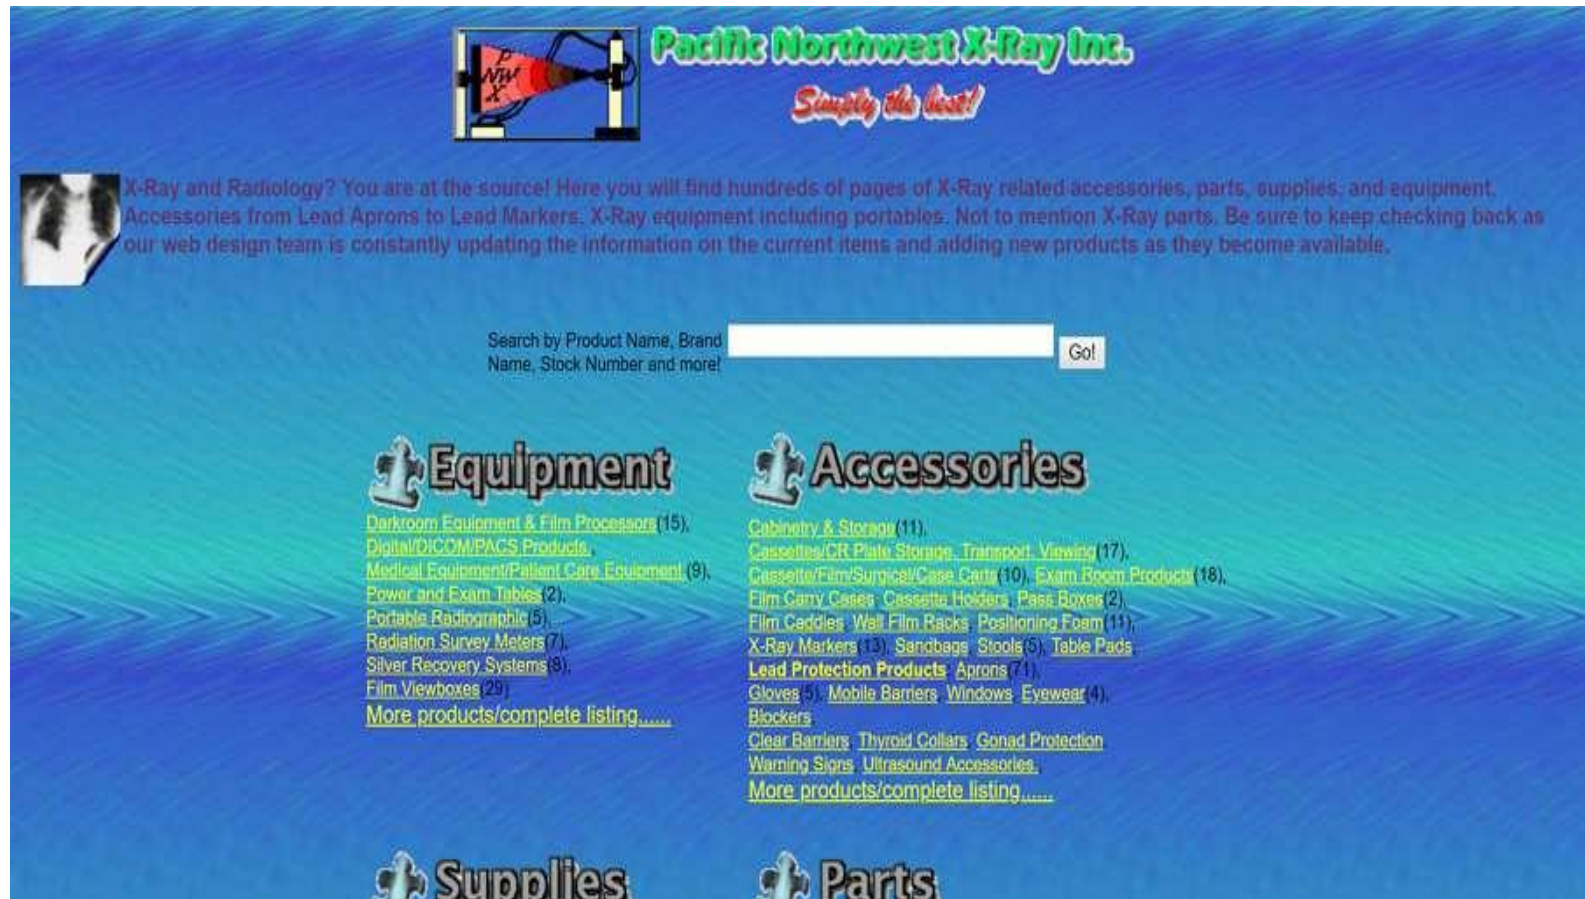 P
NW
X
Pacific Northwest X-Ray Inc.
Simply the best!
X-Ray and Radiology? You are at the source! Here you will find hundreds of pages of X-Ray related accessories, parts, supplies, and equipment.
Accessories from Lead Aprons to Lead Markers. X-Ray equipment including portables. Not to mention X-Ray parts. Be sure to keep checking back as
our web design team is constantly updating the information on the current items and adding new products as they become available.
Search by Product Name, Brand
Name, Stock Number and more!
Go!
Equipment
Darkroom Equipment & Film Processors(15),
Digital/DICOM/PACS Products,
Medical Equipment/Patient Care Equipment (9),
Power and Exam Tables(2),
Portable Radiographic(5),
Radiation Survey Meters(7),
Silver Recovery Systems(8),
Film Viewboxes(29)
More products/complete listing......
Accessories
Cabinetry & Storage(11),
Cassettes/CR Plate Storage, Transport, Viewing(17),
Cassette/Film/Surgical/Case Carts(10), Exam Room Products(18),
Film Carry Cases, Cassette Holders, Pass Boxes(2),
Film Caddies, Wall Film Racks, Positioning Foam(11),
X-Ray Markers(13), Sandbags, Stools(5), Table Pads,
Lead Protection Products, Aprons(71),
Gloves(5), Mobile Barriers, Windows, Eyewear(4),
Blockers,
Clear Barriers, Thyroid Collars, Gonad Protection,
Warning Signs, Ultrasound Accessories,
More products/complete listing......
Supplies
Parts